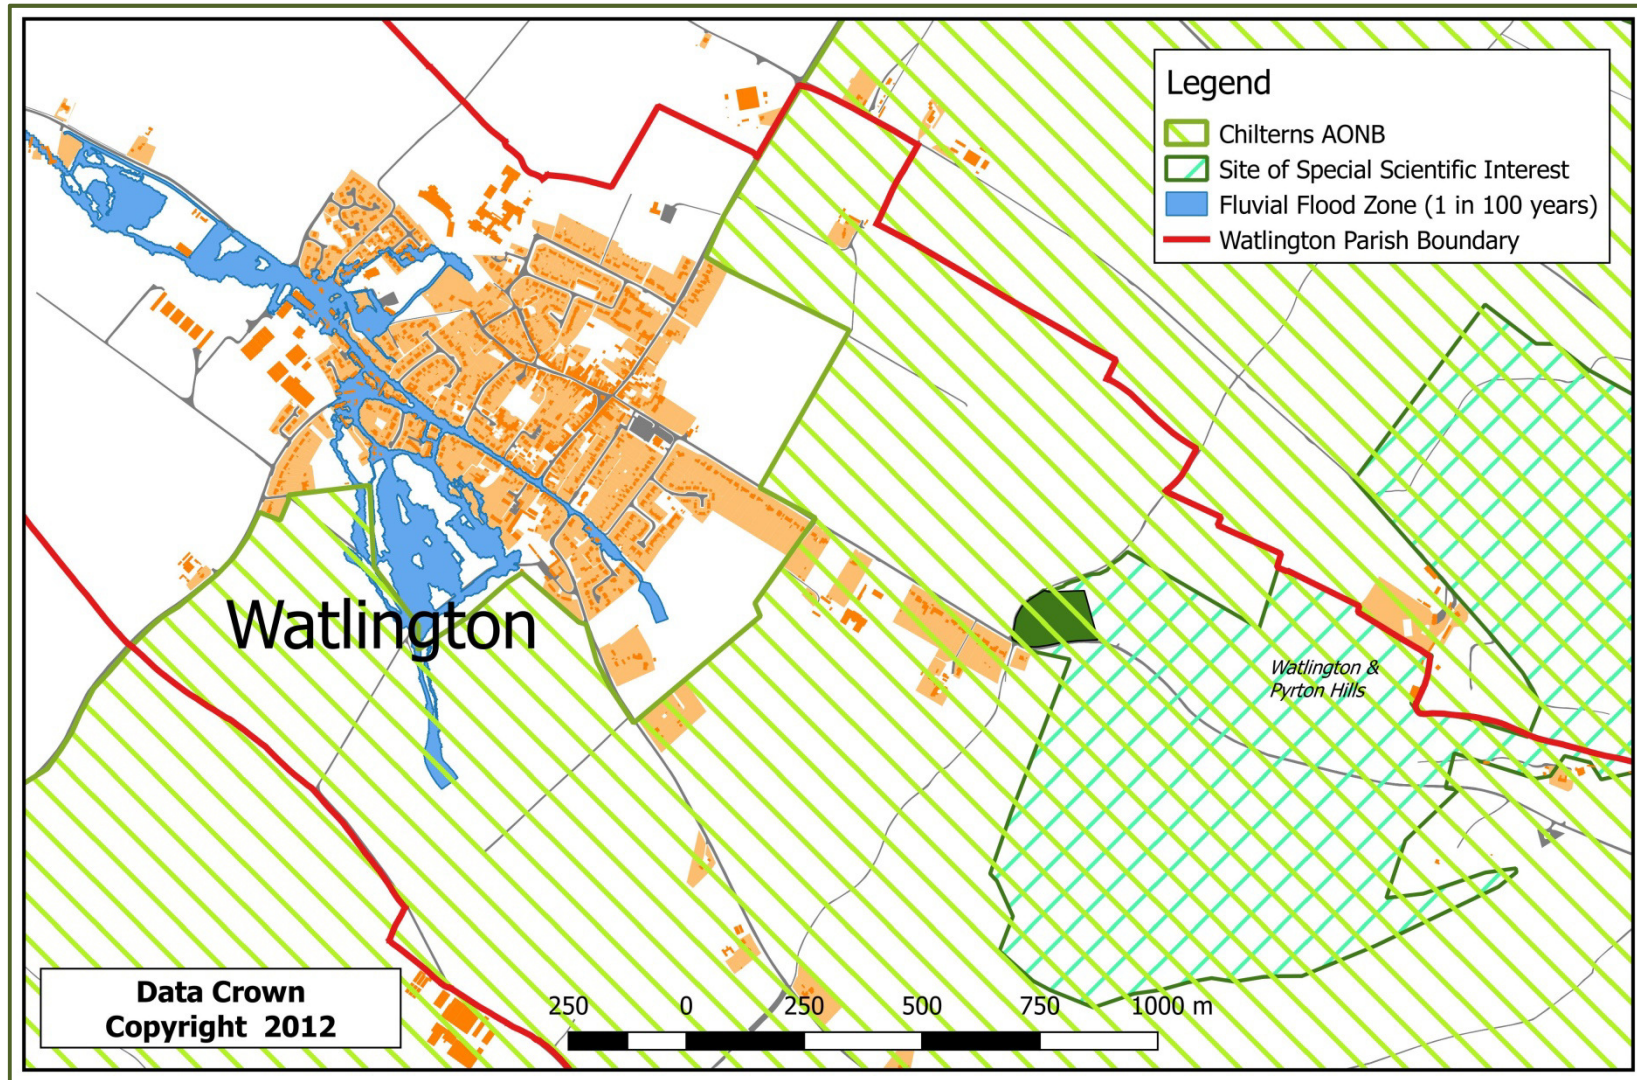 Legend
Chilterns AONB
Site of Special Scientific Interest
Fluvial Flood Zone (1 in 100 years)
Watlington Parish Boundary
Watlington
Watlington &
Pyrton Hills
Data Crown
Copyright 2012
250 0 250 500 750 1000 m